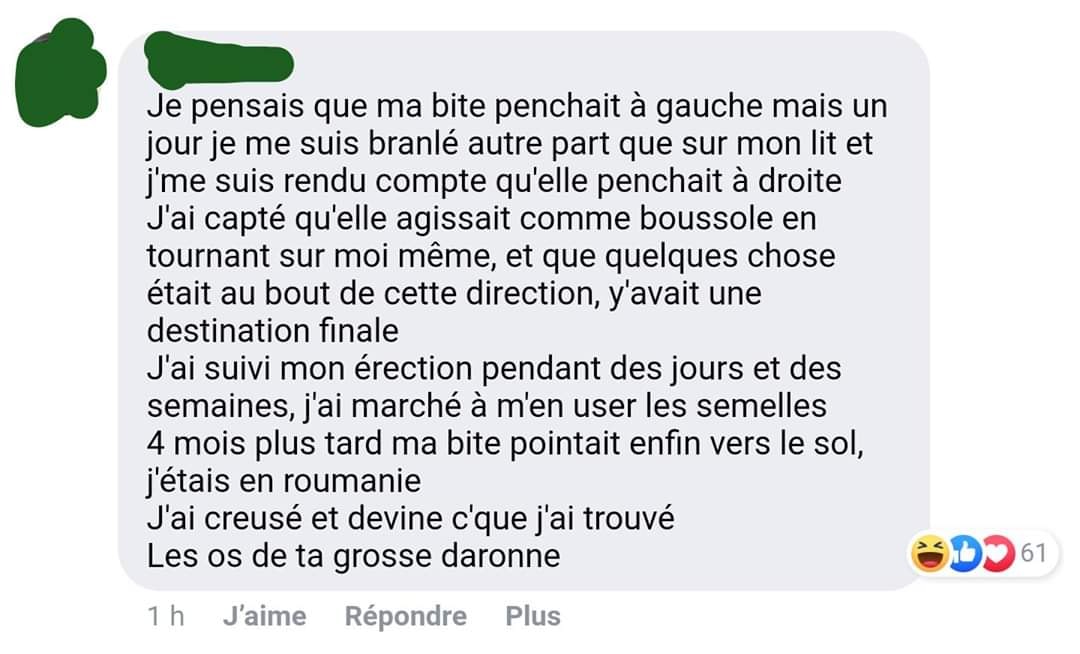 Je pensais que ma bite penchait à gauche mais un
jour je me suis branlé autre part que sur mon lit et
j'me suis rendu compte qu'elle penchait à droite
J'ai capté qu'elle agissait comme boussole en
tournant sur moi même, et que quelques chose
était au bout de cette direction, y'avait une
destination finale
J'ai suivi mon érection pendant des jours et des
semaines, j'ai marché à m'en user les semelles
4 mois plus tard ma bite pointait enfin vers le sol,
j'étais en roumanie
J'ai creusé et devine c'que j'ai trouvé
Les os de ta grosse daronne
61
1 h J'aime Répondre Plus